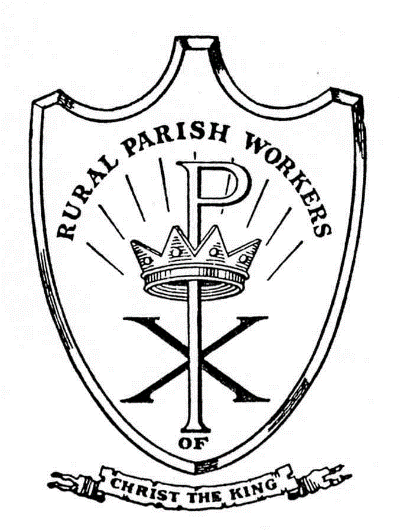 RURAL PARISH WORKERS
P
X
OF
CHRIST THE KING